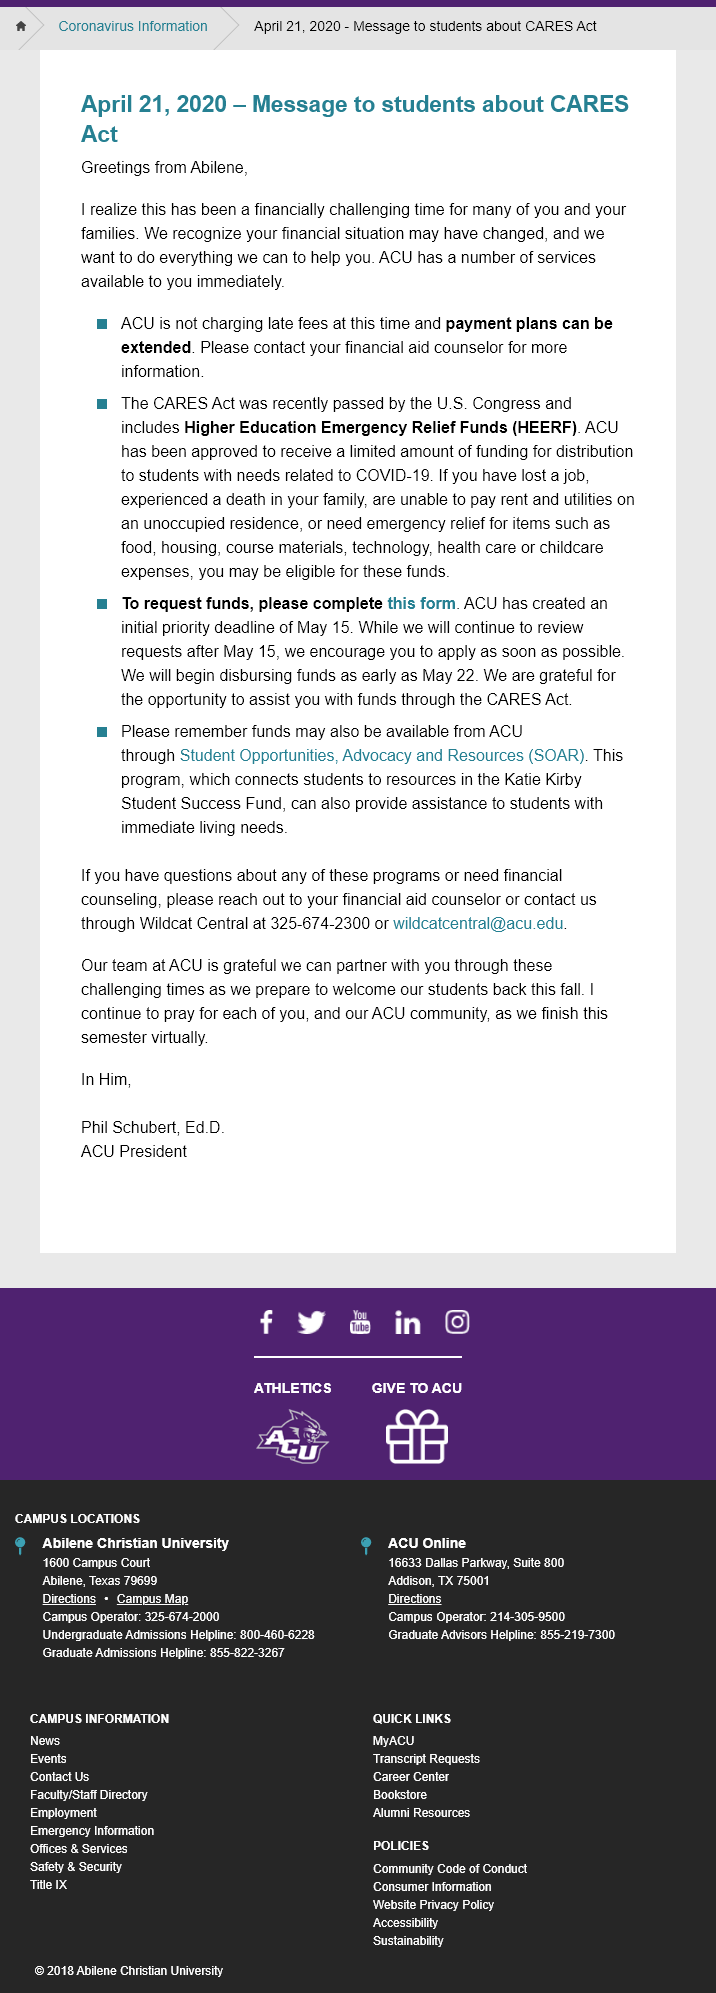 Coronavirus Information April 21, 2020 - Message to students about CARES Act
April 21, 2020 – Message to students about CARES
Act
Greetings from Abilene,
I realize this has been a financially challenging time for many of you and your
families. We recognize your financial situation may have changed, and we
want to do everything we can to help you. ACU has a number of services
available to you immediately.
ACU is not charging late fees at this time and payment plans can be
extended. Please contact your financial aid counselor for more
information.
The CARES Act was recently passed by the U.S. Congress and
includes Higher Education Emergency Relief Funds (HEERF). ACU
has been approved to receive a limited amount of funding for distribution
to students with needs related to COVID-19. If you have lost a job,
experienced a death in your family, are unable to pay rent and utilities on
an unoccupied residence, or need emergency relief for items such as
food, housing, course materials, technology, health care or childcare
expenses, you may be eligible for these funds.
To request funds, please complete this form. ACU has created an
initial priority deadline of May 15. While we will continue to review
requests after May 15, we encourage you to apply as soon as possible.
We will begin disbursing funds as early as May 22. We are grateful for
the opportunity to assist you with funds through the CARES Act.
Please remember funds may also be available from ACU
through Student Opportunities, Advocacy and Resources (SOAR). This
program, which connects students to resources in the Katie Kirby
Student Success Fund, can also provide assistance to students with
immediate living needs.
If you have questions about any of these programs or need financial
counseling, please reach out to your financial aid counselor or contact us
through Wildcat Central at 325-674-2300 or wildcatcentral@acu.edu.
Our team at ACU is grateful we can partner with you through these
challenging times as we prepare to welcome our students back this fall. I
continue to pray for each of you, and our ACU community, as we finish this
semester virtually.
In Him,
Phil Schubert, Ed.D.
ACU President
You
Tube
in
ATHLETICS GIVE TO ACU
ACU
CAMPUS LOCATIONS
Abilene Christian University
1600 Campus Court
Abilene, Texas 79699
Directions • Campus Map
Campus Operator: 325-674-2000
Undergraduate Admissions Helpline: 800-460-6228
Graduate Admissions Helpline: 855-822-3267
ACU Online
16633 Dallas Parkway, Suite 800
Addison, TX 75001
Directions
Campus Operator: 214-305-9500
Graduate Advisors Helpline: 855-219-7300
CAMPUS INFORMATION
News
Events
Contact Us
Faculty/Staff Directory
Employment
Emergency Information
Offices & Services
Safety & Security
Title IX
QUICK LINKS
MyACU
Transcript Requests
Career Center
Bookstore
Alumni Resources
POLICIES
Community Code of Conduct
Consumer Information
Website Privacy Policy
Accessibility
Sustainability
© 2018 Abilene Christian University